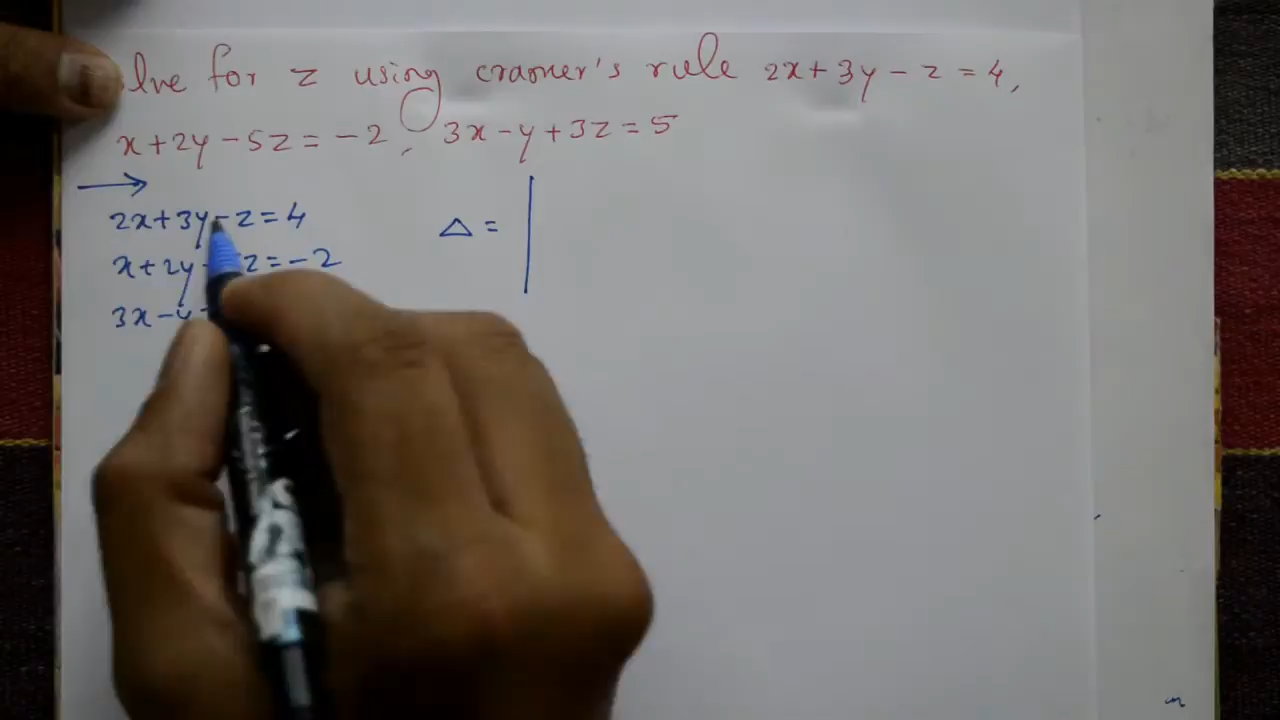 lve for z using cramer's rule 2x+3y-z=4,
x+2y-5z=-2, 3x-y+3z=5
2x+3y-z=4
x+2y-5z=-2
3x-y
Δ=